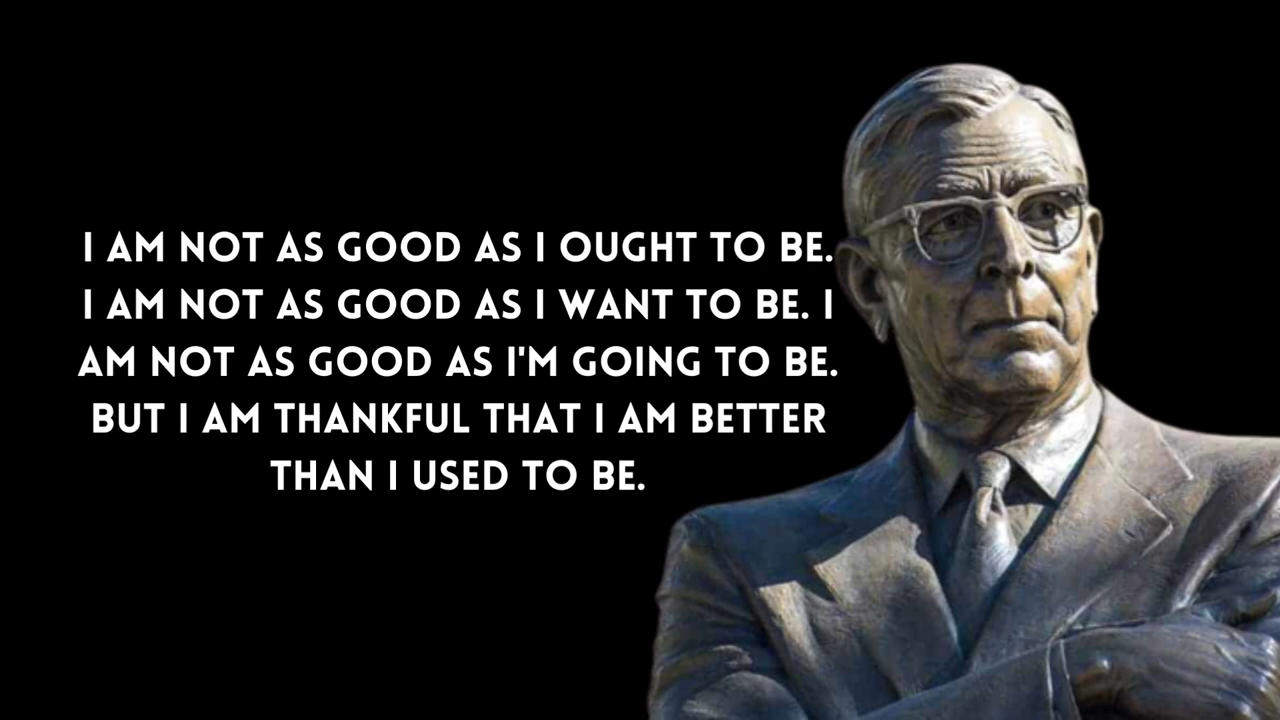 I AM NOT AS GOOD AS I OUGHT TO BE.
I AM NOT AS GOOD AS I WANT TO BE. I
AM NOT AS GOOD AS I'M GOING TO BE.
BUT I AM THANKFUL THAT I AM BETTER
THAN I USED TO BE.